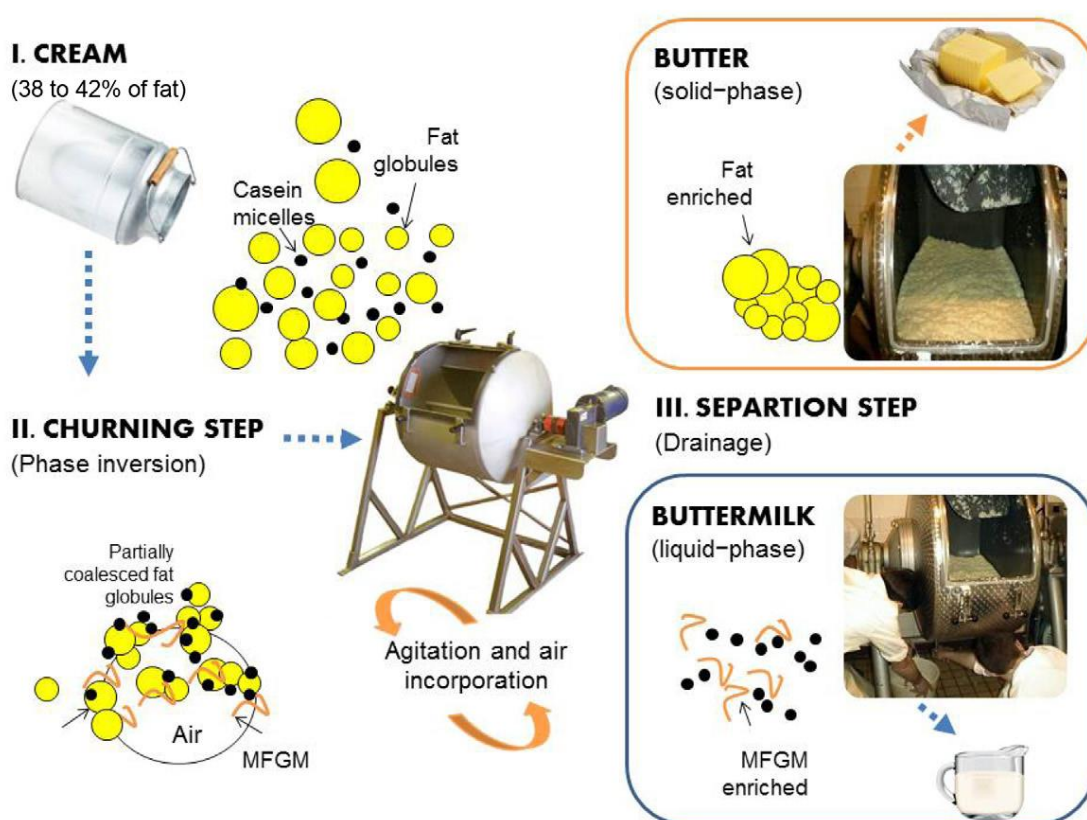 I. CREAM
(38 to 42% of fat)
Fat
globules
Casein
micelles
II. CHURNING STEP
(Phase inversion)
Partially
coalesced fat
globules
Air
MFGM
Agitation and air
incorporation
BUTTER
(solid−phase)
Fat
enriched
III. SEPARTION STEP
(Drainage)
BUTTERMILK
(liquid−phase)
MFGM
enriched